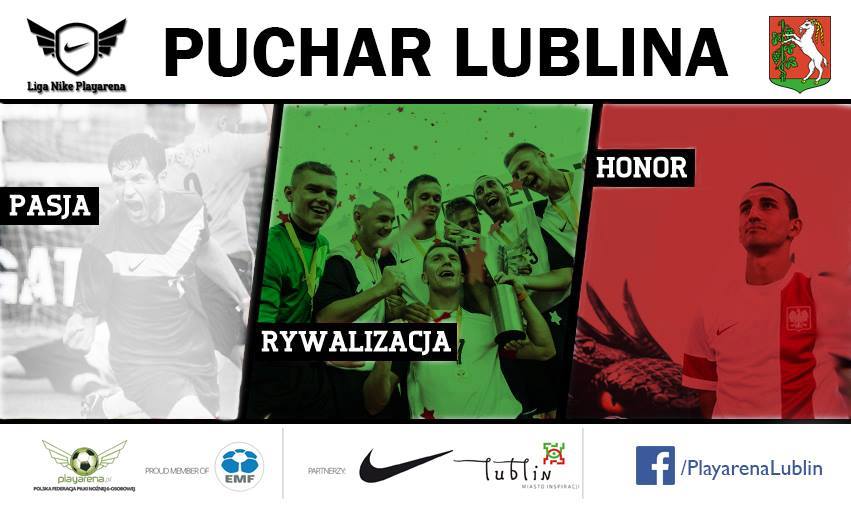 Liga Nike Playarena
PUCHAR LUBLINA
PASJA
RYWALIZACJA
HONOR
playarena.pl
POLSKA FEDERACJA PIŁKI NOŻNEJ 6-OSOBOWEJ
PROUD MEMBER OF
EMF
PARTNERZY:
lublin
MIASTO INSPIRACJI
/PlayarenaLublin